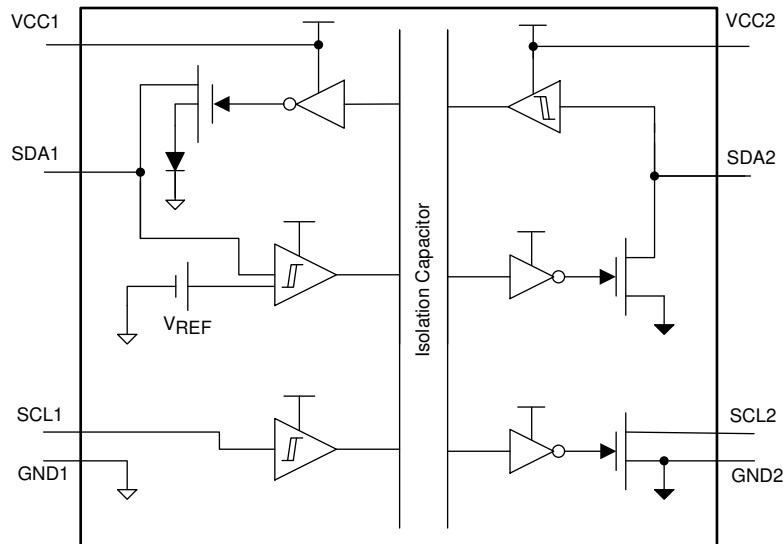 VCC1
VCC2
SDA1
SDA2
Isolation Capacitor
VREF
SCL1
SCL2
GND1
GND2